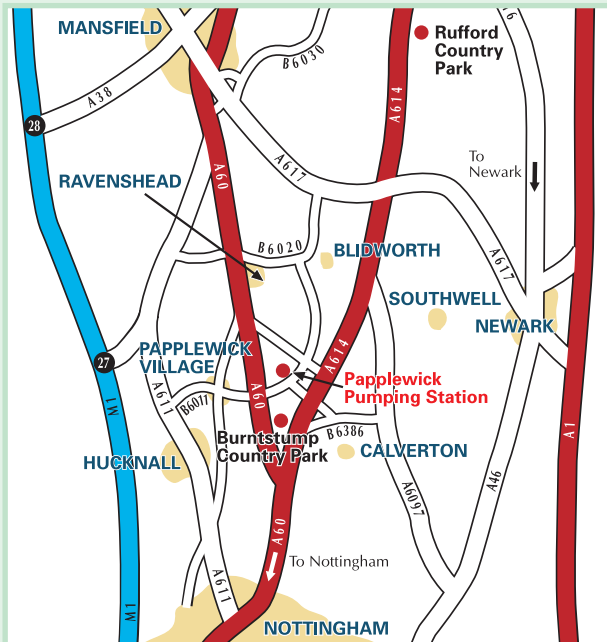 MANSFIELD
Rufford
Country
Park
B6030
A38
28
A614
6
A617
To
Newark
RAVENSHEAD
A60
B6020
BLIDWORTH
A617
SOUTHWELL
NEWARK
27
PAPPLEWICK
VILLAGE
A614
Papplewick
Pumping Station
M1
A611
B6011
A60
A1
Burntstump
Country Park
B6386
CALVERTON
HUCKNALL
A6097
A46
A60
To Nottingham
A611
M1
NOTTINGHAM